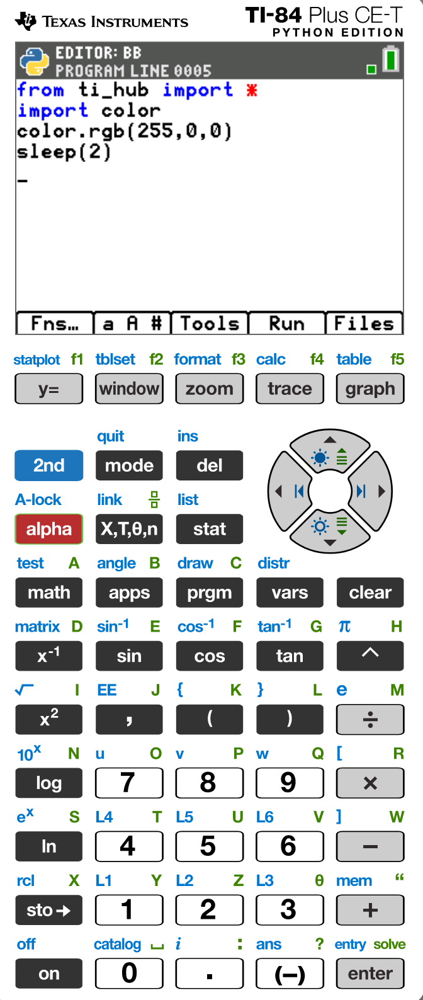 TEXAS INSTRUMENTS
TI-84 Plus CE-T
PYTHON EDITION
EDITOR: BB
PROGRAM LINE 0005
from ti_hub import *
import color
color.rgb(255,0,0)
sleep(2)
_
Fns… a A # Tools Run Files
statplot f1 tblset f2 format f3 calc f4 table f5
y= window zoom trace graph
quit ins
2nd mode del
A-lock link list
alpha X,T,θ,n stat
test A angle B draw C distr
math apps prgm vars clear
matrix D sin⁻¹ E cos⁻¹ F tan⁻¹ G π H
x⁻¹ sin cos tan ^
√ I EE J { K } L e M
x² , ( ) ÷
10ˣ N u O v P w Q [ R
log 7 8 9 ×
eˣ S L4 T L5 U L6 V ] W
ln 4 5 6 −
rcl X L1 Y L2 Z L3 θ mem “
sto→ 1 2 3 +
off catalog ⎵ i : ans ? entry solve
on 0 . (–) enter